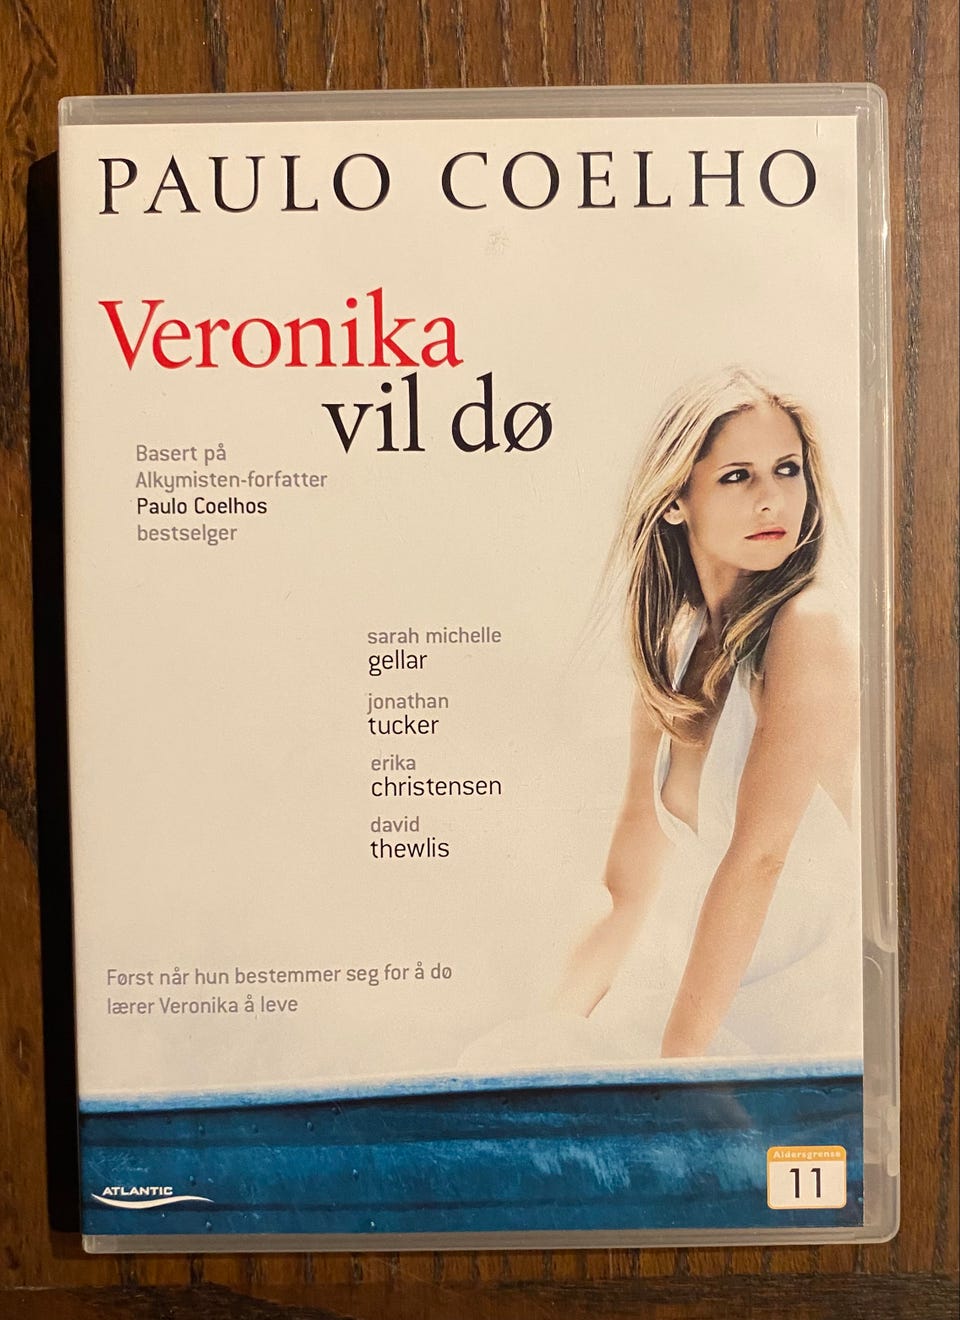 PAULO COELHO
Veronika
vil dø
Basert på
Alkymisten-forfatter
Paulo Coelhos
bestselger
sarah michelle
gellar
jonathan
tucker
erika
christensen
david
thewlis
Først når hun bestemmer seg for å dø
lærer Veronika å leve
ATLANTIC
Aldersgrense
11